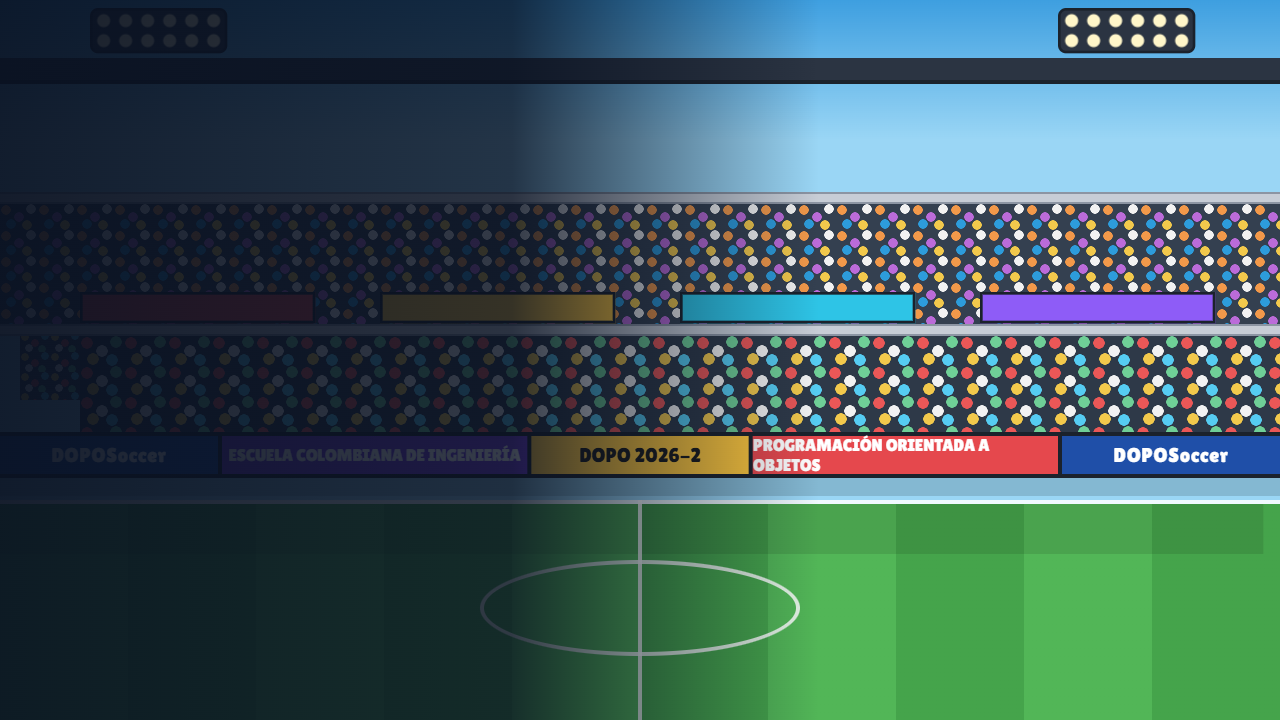 DOPOSoccer
ESCUELA COLOMBIANA DE INGENIERÍA
DOPO 2026-2
PROGRAMACIÓN ORIENTADA A
OBJETOS
DOPOSoccer